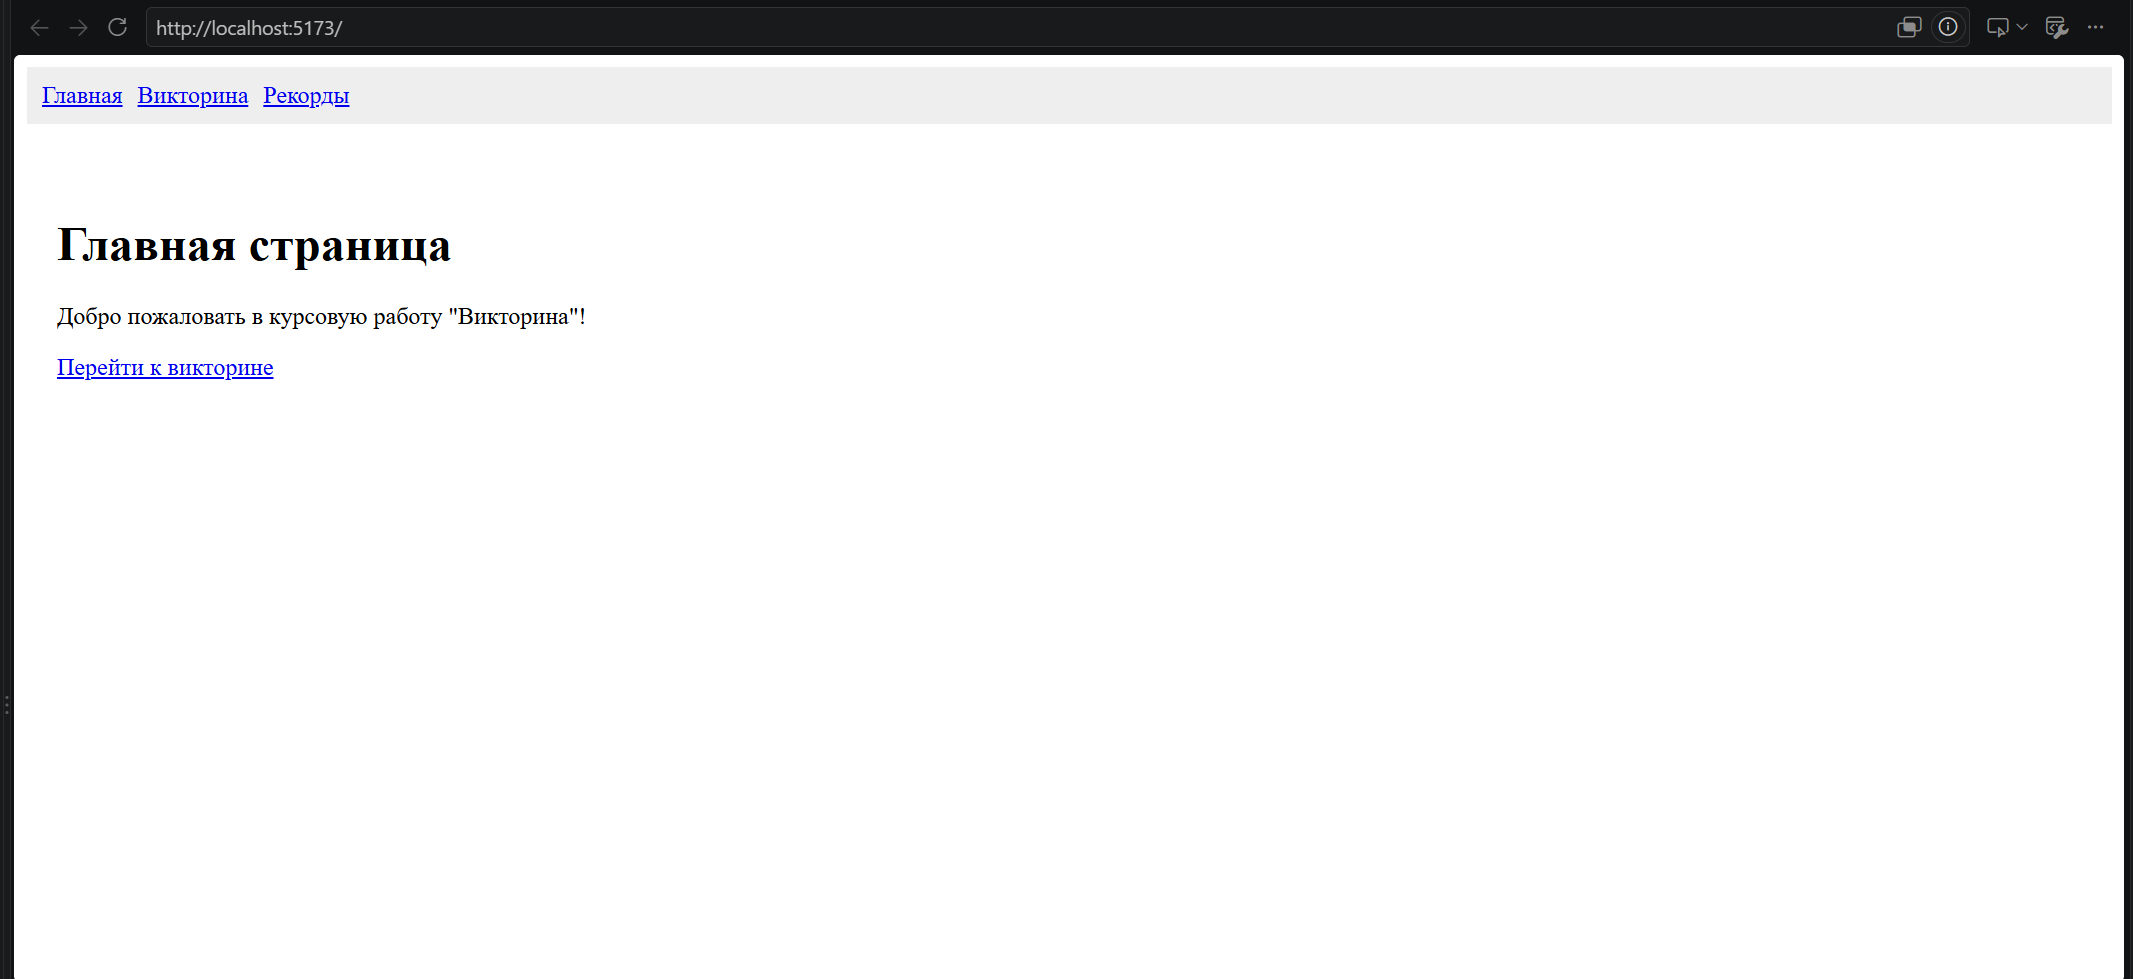 http://localhost:5173/
Главная Викторина Рекорды
Главная страница
Добро пожаловать в курсовую работу "Викторина"!
Перейти к викторине